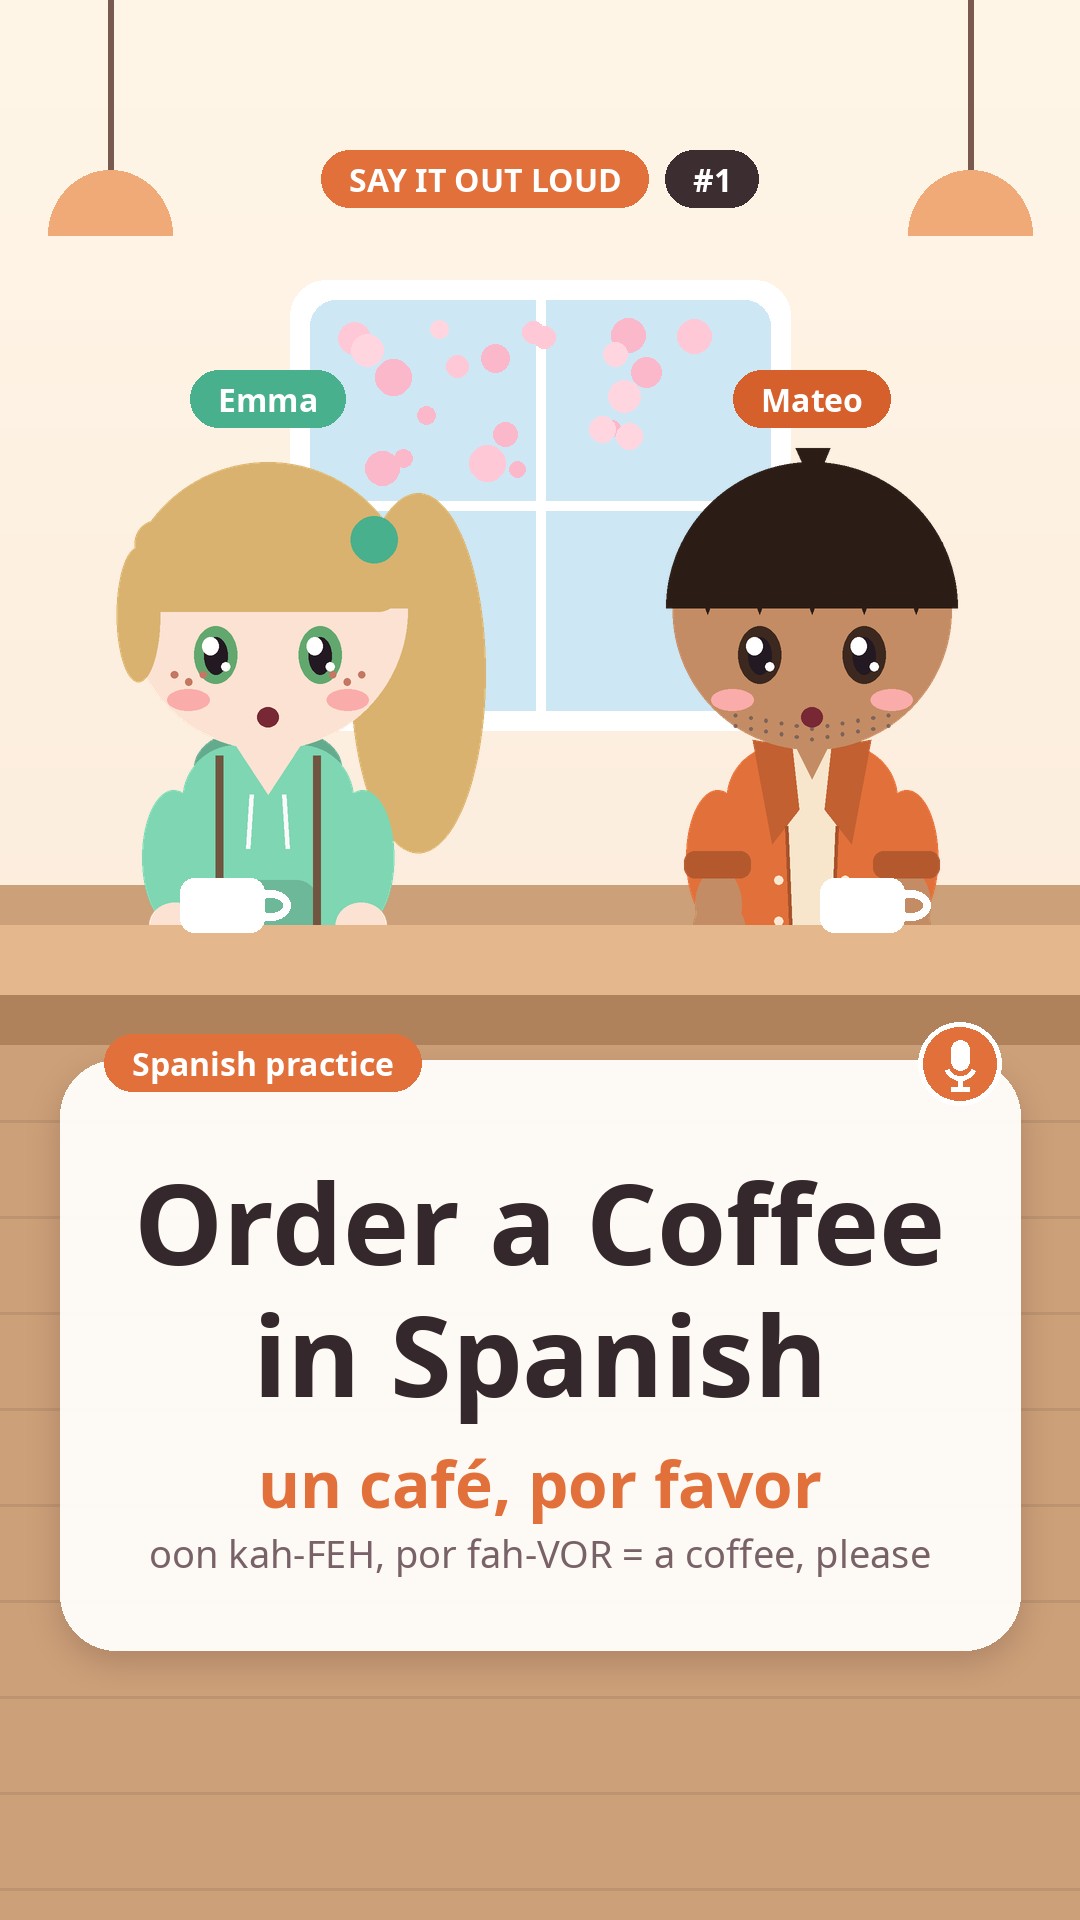 SAY IT OUT LOUD #1
Emma
Mateo
Spanish practice
Order a Coffee
in Spanish
un café, por favor
oon kah-FEH, por fah-VOR = a coffee, please